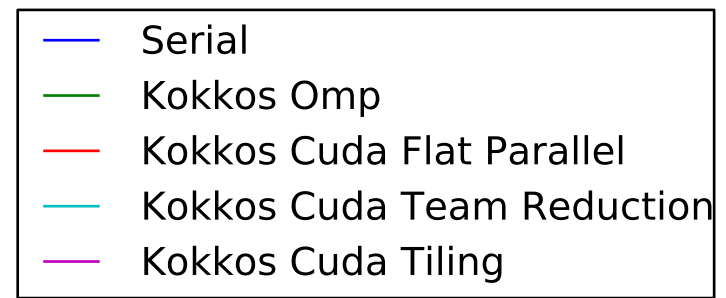 Serial
Kokkos Omp
Kokkos Cuda Flat Parallel
Kokkos Cuda Team Reduction
Kokkos Cuda Tiling